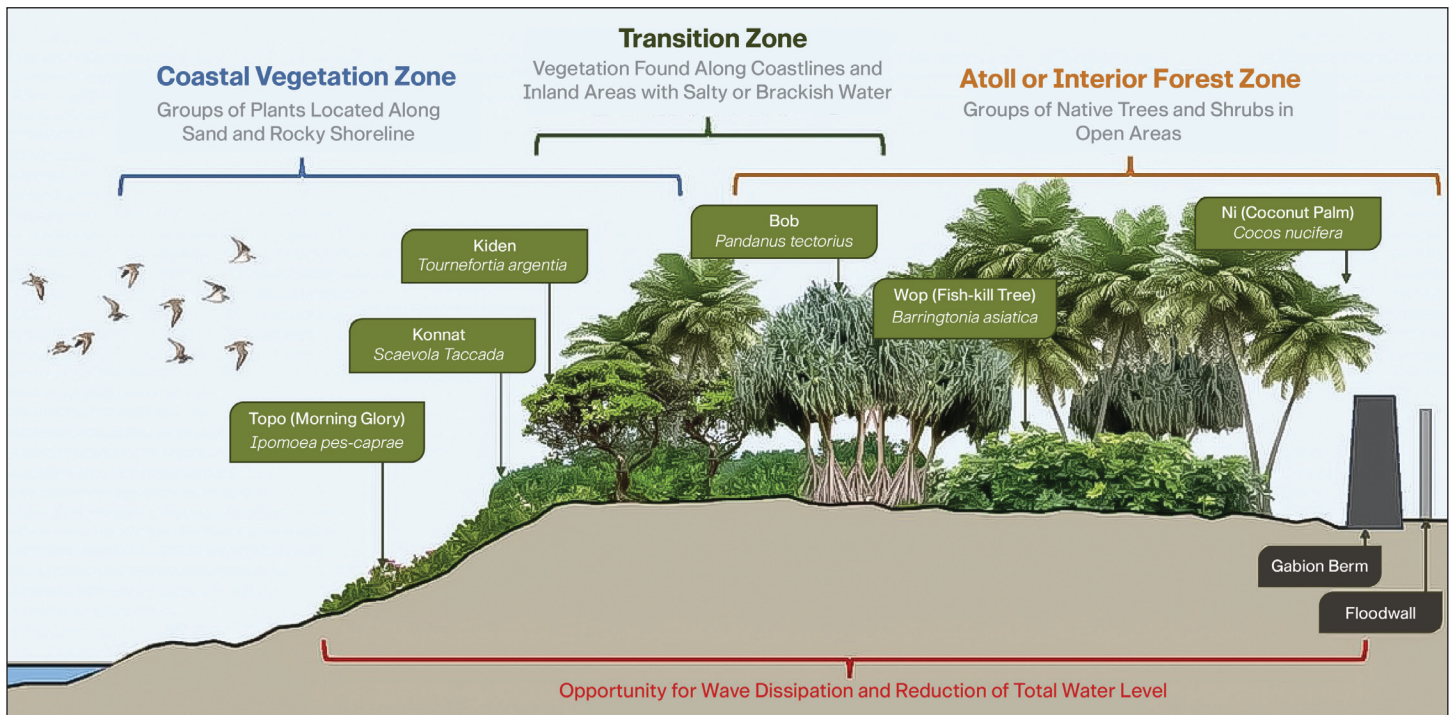 Transition Zone
Vegetation Found Along Coastlines and
Inland Areas with Salty or Brackish Water
Coastal Vegetation Zone
Groups of Plants Located Along
Sand and Rocky Shoreline
Atoll or Interior Forest Zone
Groups of Native Trees and Shrubs in
Open Areas
Kiden
Tournefortia argentia
Bob
Pandanus tectorius
Ni (Coconut Palm)
Cocos nucifera
Konnat
Scaevola Taccada
Wop (Fish-kill Tree)
Barringtonia asiatica
Topo (Morning Glory)
Ipomoea pes-caprae
Gabion Berm
Floodwall
Opportunity for Wave Dissipation and Reduction of Total Water Level